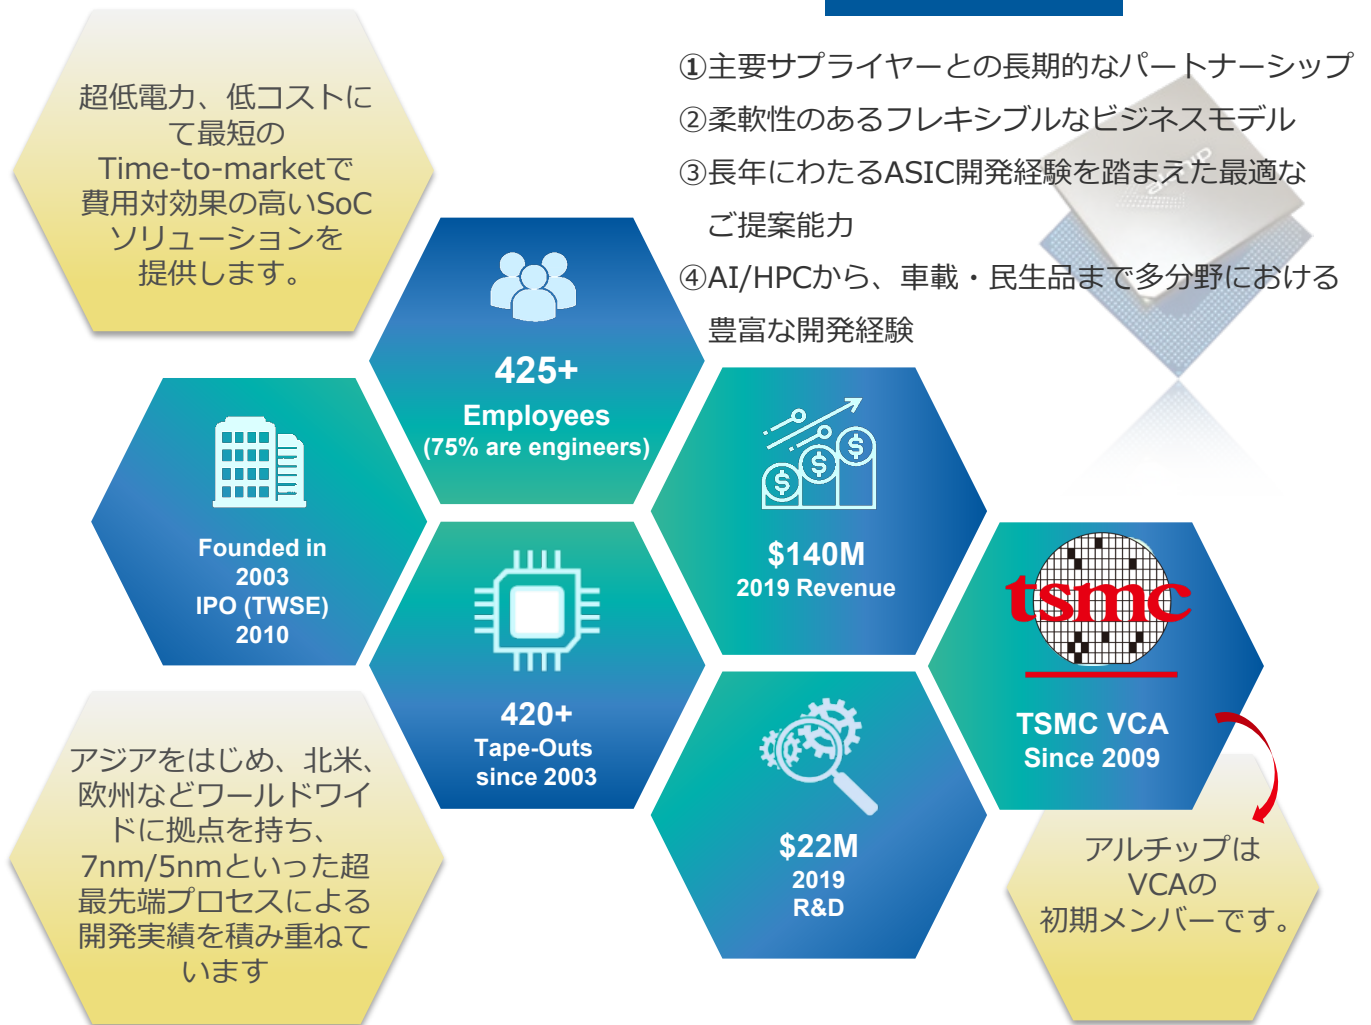 超低電力、低コストに
て最短の
Time-to-marketで
費用対効果の高いSoC
ソリューションを
提供します。
①主要サプライヤーとの長期的なパートナーシップ
②柔軟性のあるフレキシブルなビジネスモデル
③長年にわたるASIC開発経験を踏まえた最適な
ご提案能力
④AI/HPCから、車載・民生品まで多分野における
豊富な開発経験
425+
Employees
(75% are engineers)
Founded in
2003
IPO (TWSE)
2010
$140M
2019 Revenue
420+
Tape-Outs
since 2003
tsmc
TSMC VCA
Since 2009
$22M
2019
R&D
アジアをはじめ、北米、
欧州などワールドワイ
ドに拠点を持ち、
7nm/5nmといった超
最先端プロセスによる
開発実績を積み重ねて
います
アルチップは
VCAの
初期メンバーです。